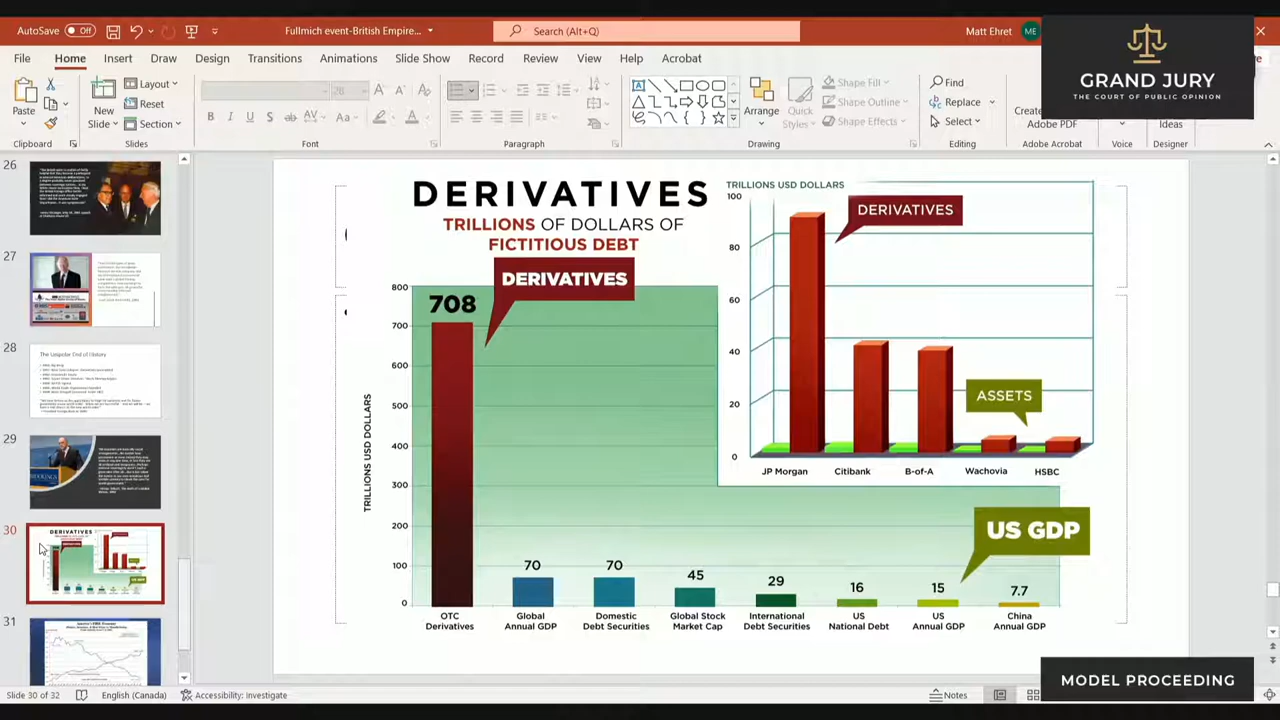 AutoSave
Off
Fullmich event-British Empire...
Search (Alt+Q)
Matt Ehret
ME
File
Home
Insert
Draw
Design
Transitions
Animations
Slide Show
Record
Review
View
Help
Acrobat
Paste
Clipboard
New
Slide
Layout
Reset
Section
Slides
28
Font
Paragraph
Arrange
Quick
Styles
Shape Fill
Shape Outline
Shape Effects
Drawing
Find
Replace
Select
Editing
Create
Adobe PDF
Adobe Acrobat
Voice
Ideas
Designer
GRAND JURY
THE COURT OF PUBLIC OPINION
26
27
28
The Unipolar End of History
29
30
31
DERIVATIVES
TRILLIONS OF DOLLARS OF
FICTITIOUS DEBT
DERIVATIVES
TRILLIONS USD DOLLARS
800
700
600
500
400
300
200
100
0
708
70
70
45
29
16
15
7.7
OTC
Derivatives
Global
Annual GDP
Domestic
Debt Securities
Global Stock
Market Cap
International
Debt Securities
US
National Debt
US
Annual GDP
China
Annual GDP
US GDP
TRILLIONS USD DOLLARS
100
80
60
40
20
0
DERIVATIVES
ASSETS
JP Morgan
Citibank
B-of-A
Wachovia
HSBC
Slide 30 of 32
English (Canada)
Accessibility: Investigate
Notes
MODEL PROCEEDING